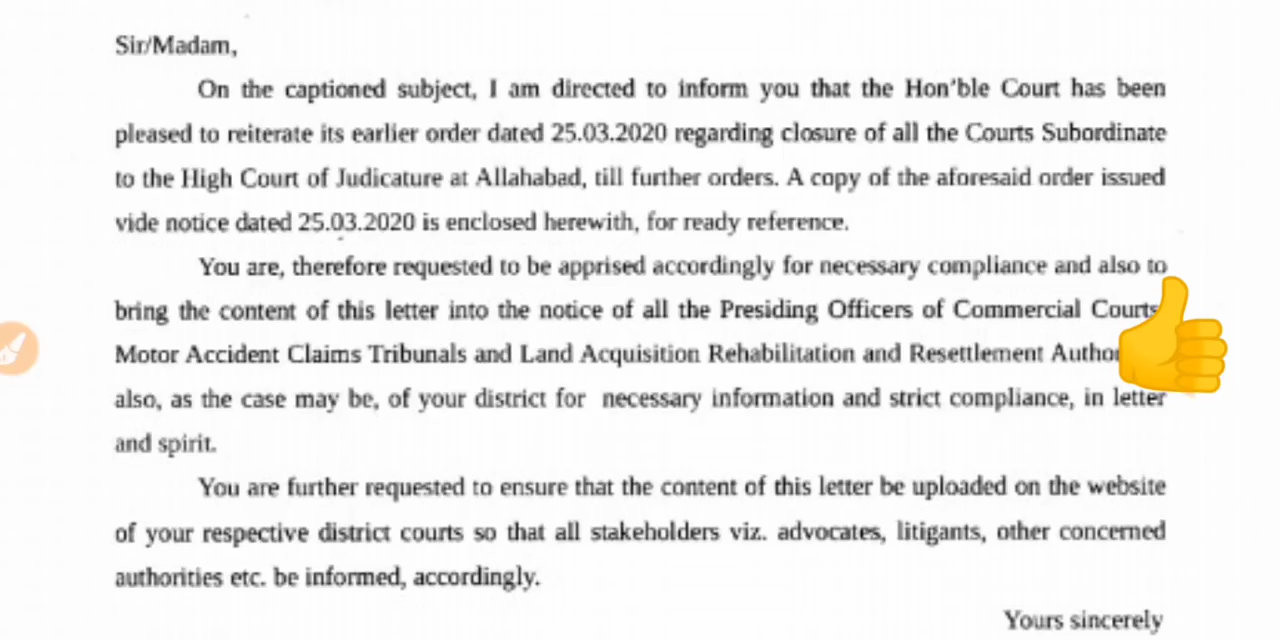 Sir/Madam,
On the captioned subject, I am directed to inform you that the Hon'ble Court has been
pleased to reiterate its earlier order dated 25.03.2020 regarding closure of all the Courts Subordinate
to the High Court of Judicature at Allahabad, till further orders. A copy of the aforesaid order issued
vide notice dated 25.03.2020 is enclosed herewith, for ready reference.
You are, therefore requested to be apprised accordingly for necessary compliance and also to
bring the content of this letter into the notice of all the Presiding Officers of Commercial Courts
Motor Accident Claims Tribunals and Land Acquisition Rehabilitation and Resettlement
also, as the case may be, of your district for necessary information and strict compliance, in letter
and spirit.
You are further requested to ensure that the content of this letter be uploaded on the website
of your respective district courts so that all stakeholders viz. advocates, litigants, other concerned
authorities etc. be informed, accordingly.
Yours sincerely